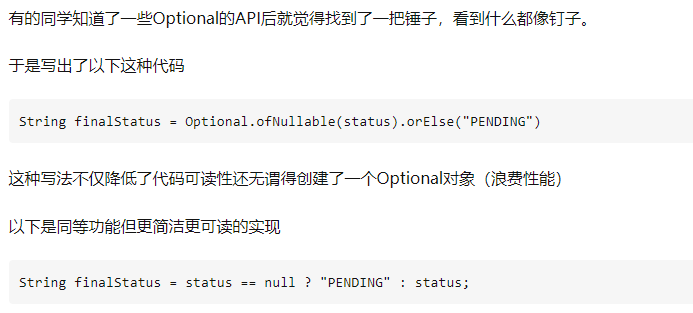 有的同学知道了一些Optional的API后就觉得找到了一把锤子，看到什么都像钉子。
于是写出了以下这种代码
String finalStatus = Optional.ofNullable(status).orElse("PENDING")
这种写法不仅降低了代码可读性还无谓得创建了一个Optional对象（浪费性能）
以下是同等功能但更简洁更可读的实现
String finalStatus = status == null ? "PENDING" : status;